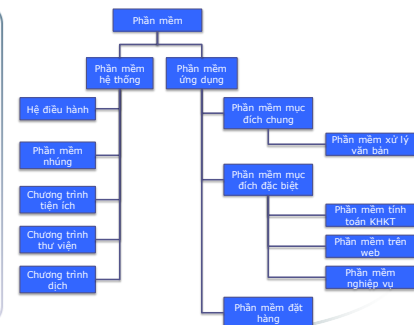 Phần mềm
Phần mềm
hệ thống
Phần mềm
ứng dụng
Hệ điều hành
Phần mềm
nhúng
Chương trình
tiện ích
Chương trình
thư viện
Chương trình
dịch
Phần mềm mục
đích chung
Phần mềm xử lý
văn bản
Phần mềm mục
đích đặc biệt
Phần mềm tính
toán KHKT
Phần mềm trên
web
Phần mềm
nghiệp vụ
Phần mềm đặt
hàng